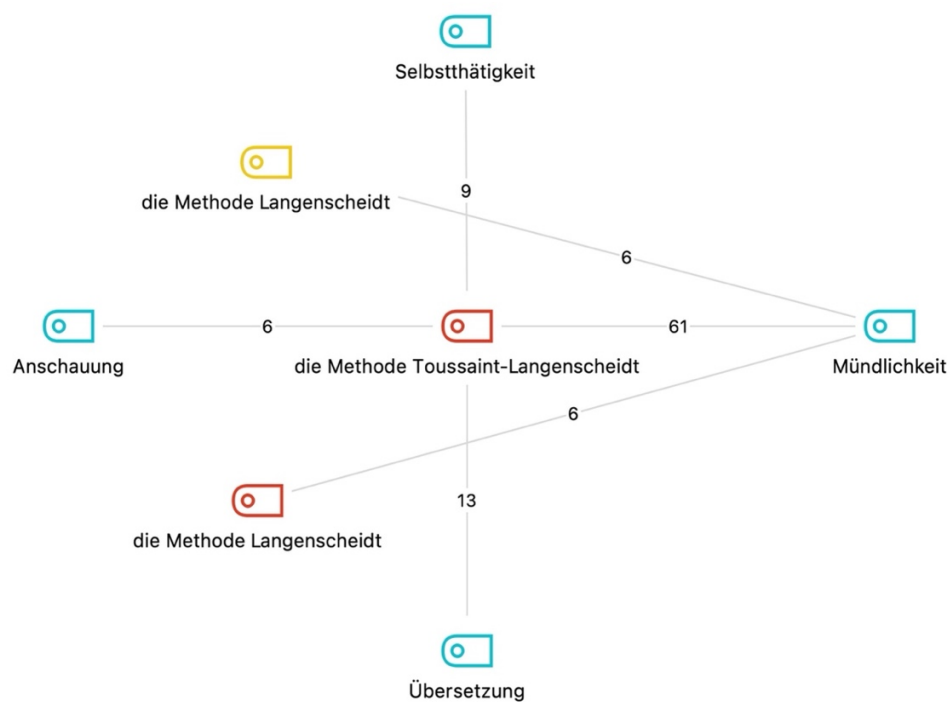 Selbstthätigkeit
die Methode Langenscheidt
9
6
6
61
Anschauung
die Methode Toussaint-Langenscheidt
Mündlichkeit
6
13
die Methode Langenscheidt
Übersetzung